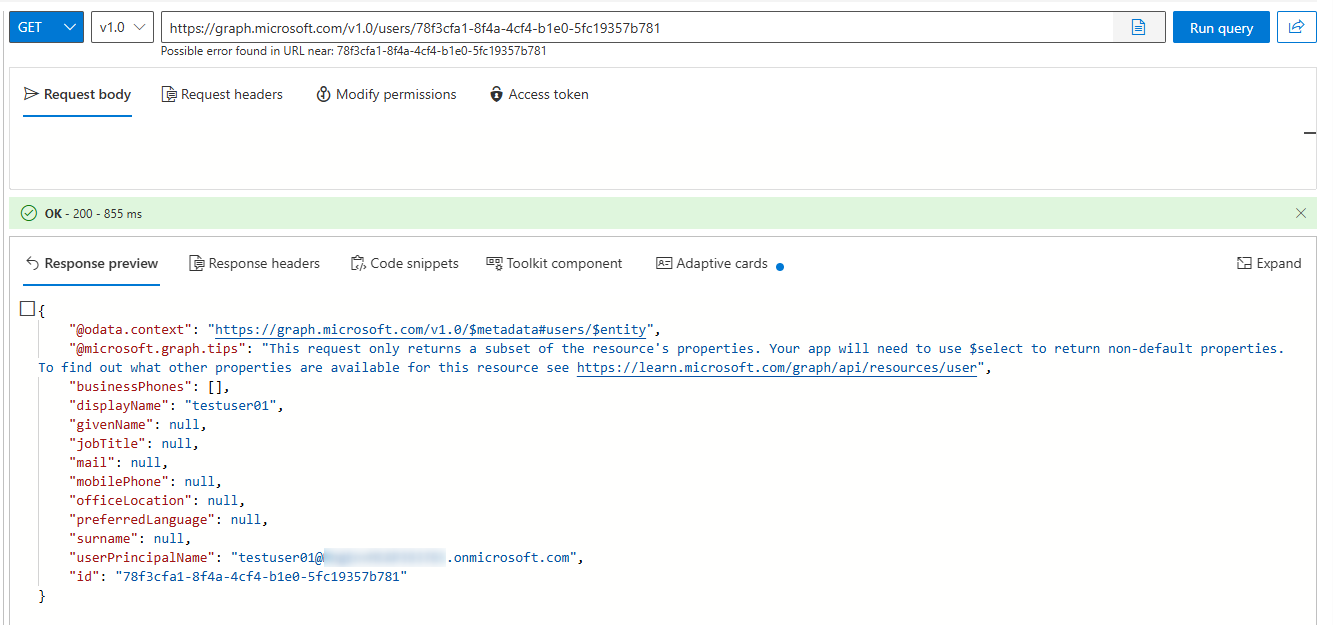 GET v1.0 https://graph.microsoft.com/v1.0/users/78f3cfa1-8f4a-4cf4-b1e0-5fc19357b781 Run query
Possible error found in URL near: 78f3cfa1-8f4a-4cf4-b1e0-5fc19357b781
Request body Request headers Modify permissions Access token
OK - 200 - 855 ms
Response preview Response headers Code snippets Toolkit component Adaptive cards Expand
{
"@odata.context": "https://graph.microsoft.com/v1.0/$metadata#users/$entity",
"@microsoft.graph.tips": "This request only returns a subset of the resource's properties. Your app will need to use $select to return non-default properties.
To find out what other properties are available for this resource see https://learn.microsoft.com/graph/api/resources/user",
"businessPhones": [],
"displayName": "testuser01",
"givenName": null,
"jobTitle": null,
"mail": null,
"mobilePhone": null,
"officeLocation": null,
"preferredLanguage": null,
"surname": null,
"userPrincipalName": "testuser01@ .onmicrosoft.com",
"id": "78f3cfa1-8f4a-4cf4-b1e0-5fc19357b781"
}